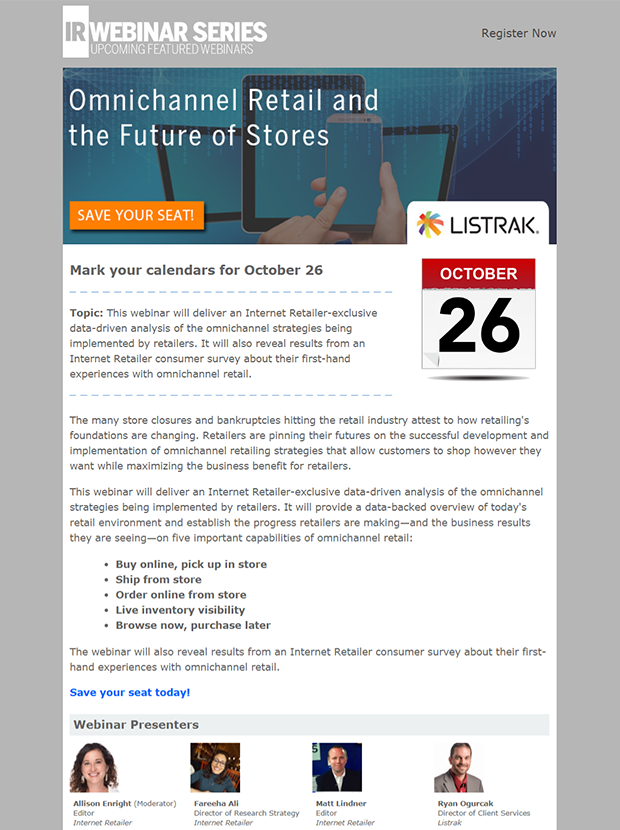 IR WEBINAR SERIES
UPCOMING FEATURED WEBINARS
Register Now
Omnichannel Retail and
the Future of Stores
SAVE YOUR SEAT!
LISTRAK.
Mark your calendars for October 26
OCTOBER
26
Topic: This webinar will deliver an Internet Retailer-exclusive
data-driven analysis of the omnichannel strategies being
implemented by retailers. It will also reveal results from an
Internet Retailer consumer survey about their first-hand
experiences with omnichannel retail.
The many store closures and bankruptcies hitting the retail industry attest to how retailing's
foundations are changing. Retailers are pinning their futures on the successful development and
implementation of omnichannel retailing strategies that allow customers to shop however they
want while maximizing the business benefit for retailers.
This webinar will deliver an Internet Retailer-exclusive data-driven analysis of the omnichannel
strategies being implemented by retailers. It will provide a data-backed overview of today's
retail environment and establish the progress retailers are making—and the business results
they are seeing—on five important capabilities of omnichannel retail:
• Buy online, pick up in store
• Ship from store
• Order online from store
• Live inventory visibility
• Browse now, purchase later
The webinar will also reveal results from an Internet Retailer consumer survey about their first-
hand experiences with omnichannel retail.
Save your seat today!
Webinar Presenters
Allison Enright (Moderator)
Editor
Internet Retailer
Fareeha Ali
Director of Research Strategy
Internet Retailer
Matt Lindner
Editor
Internet Retailer
Ryan Ogurcak
Director of Client Services
Listrak